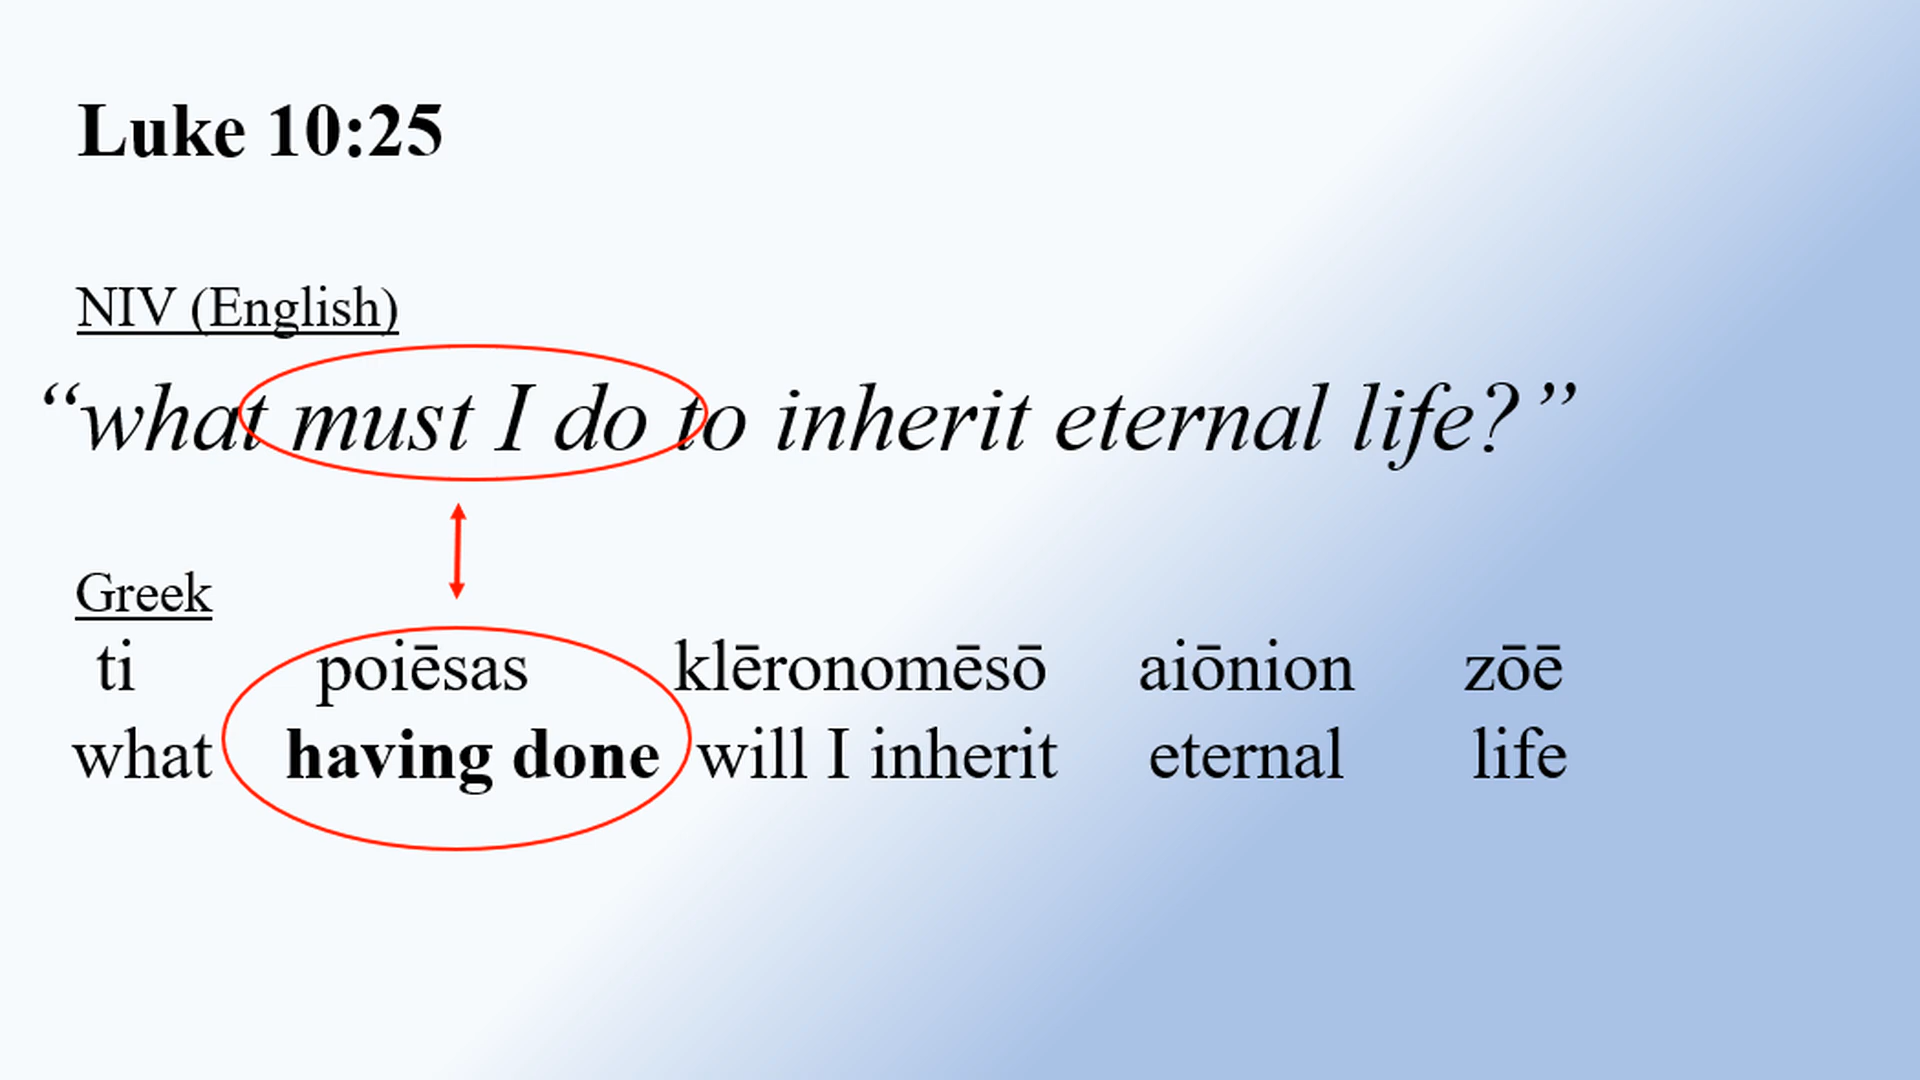 Luke 10:25
NIV (English)
“what must I do to inherit eternal life?”
Greek
ti poiēsas klēronomēsō aiōnion zōē
what having done will I inherit eternal life